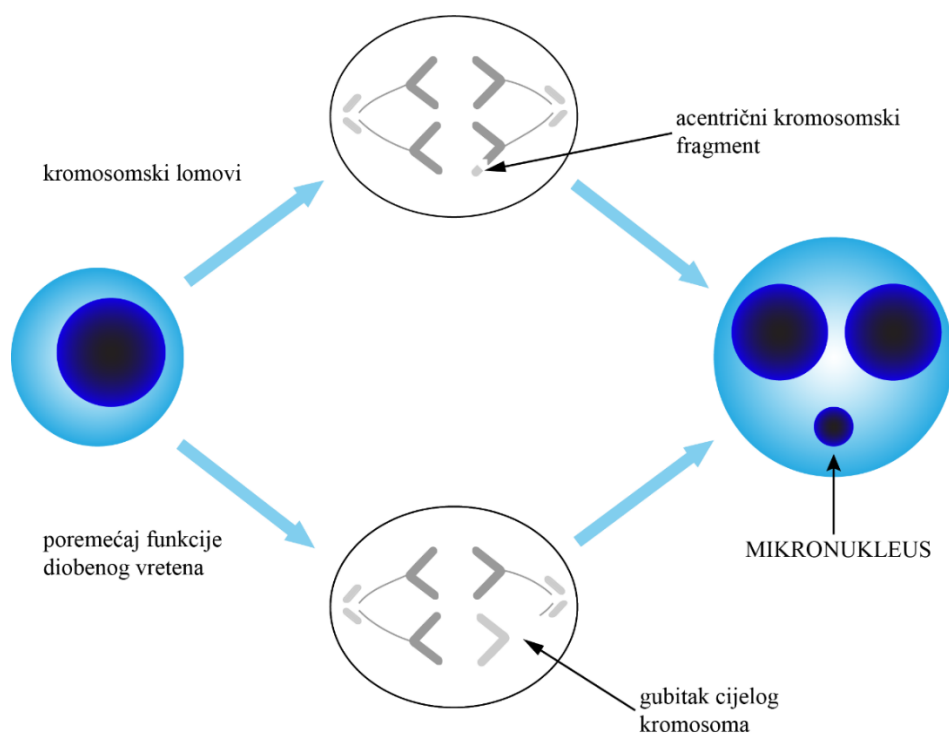 acentrični kromosomski
fragment
kromosomski lomovi
poremećaj funkcije
diobenog vretena
MIKRONUKLEUS
gubitak cijelog
kromosoma